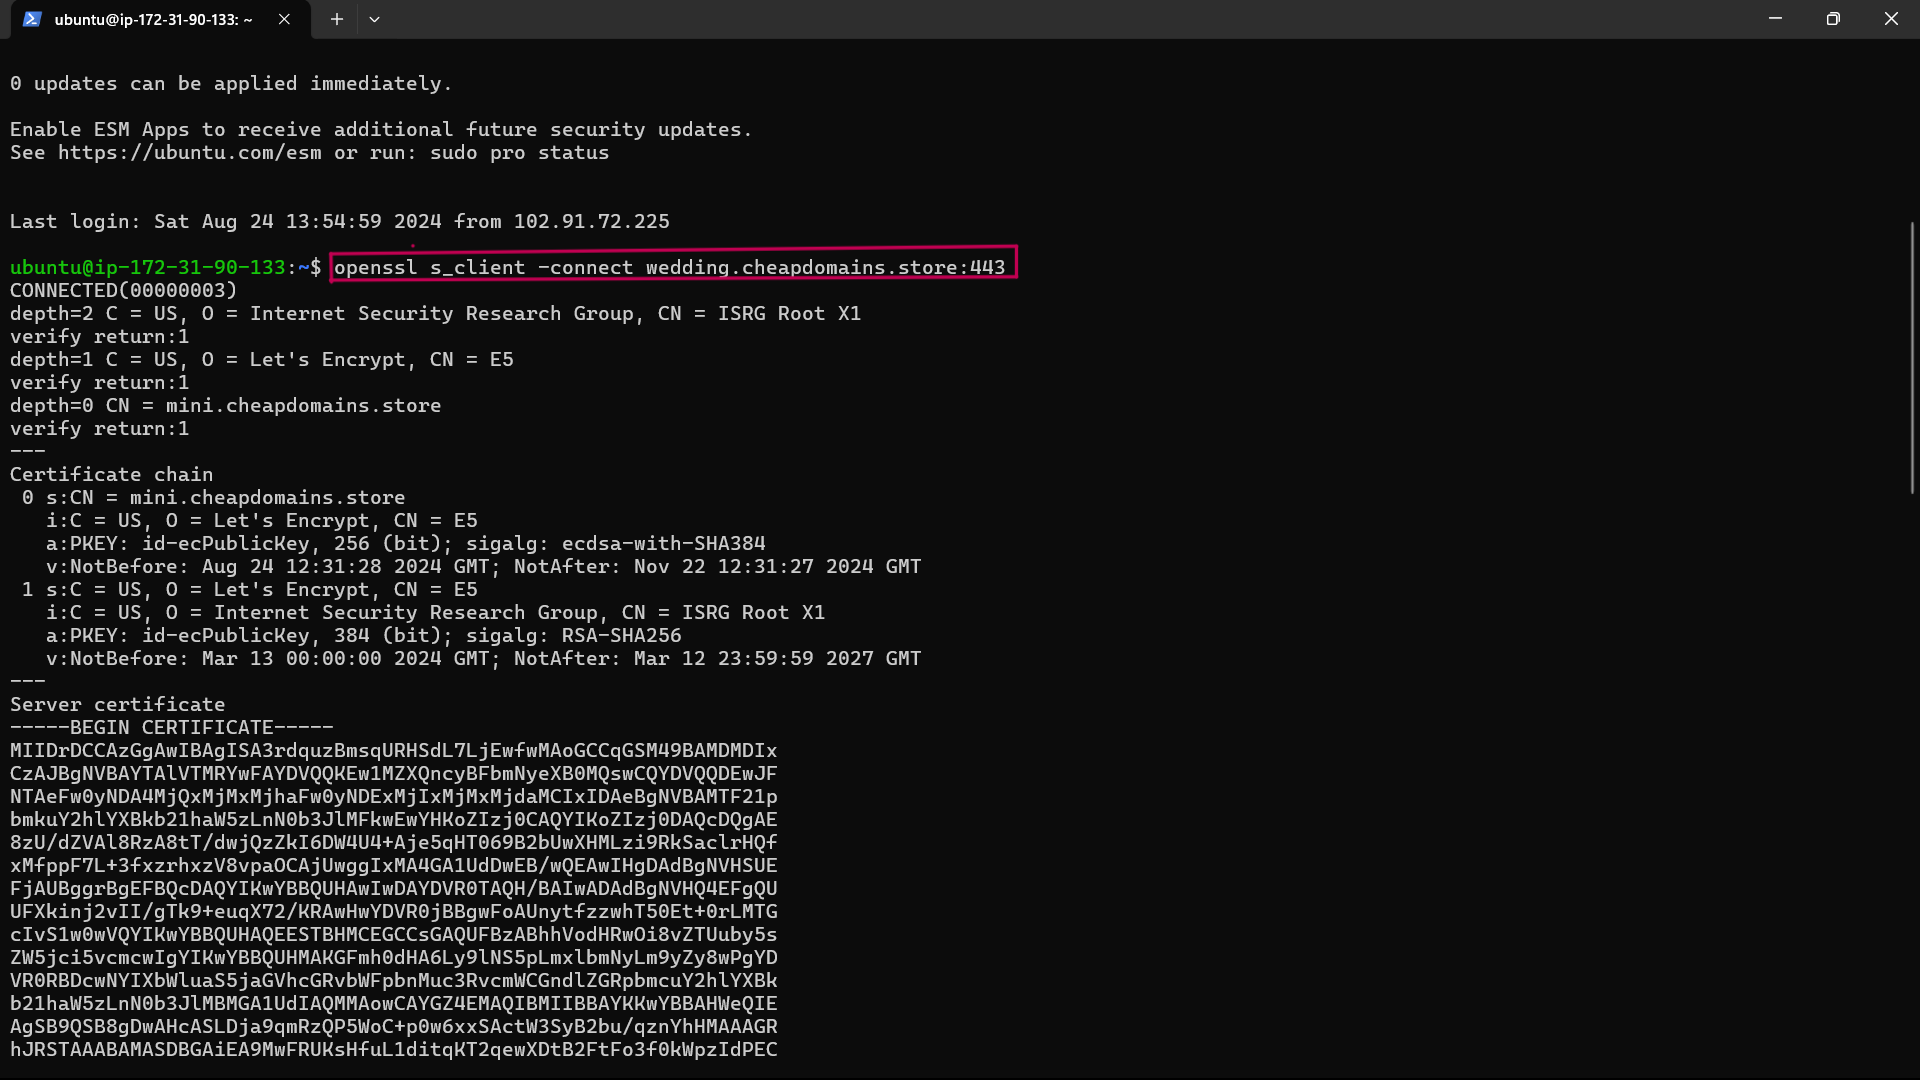 ubuntu@ip-172-31-90-133: ~
0 updates can be applied immediately.
Enable ESM Apps to receive additional future security updates.
See https://ubuntu.com/esm or run: sudo pro status
Last login: Sat Aug 24 13:54:59 2024 from 102.91.72.225
ubuntu@ip-172-31-90-133:~$ openssl s_client -connect wedding.cheapdomains.store:443
CONNECTED(00000003)
depth=2 C = US, O = Internet Security Research Group, CN = ISRG Root X1
verify return:1
depth=1 C = US, O = Let's Encrypt, CN = E5
verify return:1
depth=0 CN = mini.cheapdomains.store
verify return:1
---
Certificate chain
 0 s:CN = mini.cheapdomains.store
   i:C = US, O = Let's Encrypt, CN = E5
   a:PKEY: id-ecPublicKey, 256 (bit); sigalg: ecdsa-with-SHA384
   v:NotBefore: Aug 24 12:31:28 2024 GMT; NotAfter: Nov 22 12:31:27 2024 GMT
 1 s:C = US, O = Let's Encrypt, CN = E5
   i:C = US, O = Internet Security Research Group, CN = ISRG Root X1
   a:PKEY: id-ecPublicKey, 384 (bit); sigalg: RSA-SHA256
   v:NotBefore: Mar 13 00:00:00 2024 GMT; NotAfter: Mar 12 23:59:59 2027 GMT
---
Server certificate
-----BEGIN CERTIFICATE-----
MIIDrDCCAzGgAwIBAgISA3rdquzBmsqURHSdL7LjEwfwMAoGCCqGSM49BAMDMDIx
CzAJBgNVBAYTAlVTMRYwFAYDVQQKEw1MZXQncyBFbmNyeXB0MQswCQYDVQQDEwJF
NTAeFw0yNDA4MjQxMjMxMjhaFw0yNDExMjIxMjMxMjdaMCIxIDAeBgNVBAMTF21p
bmkuY2hlYXBkb21haW5zLnN0b3JlMFkwEwYHKoZIzj0CAQYIKoZIzj0DAQcDQgAE
8zU/dZVAl8RzA8tT/dwjQzZkI6DW4U4+Aje5qHT069B2bUwXHMLzi9RkSaclrHQf
xMfppF7L+3fxzrhxzV8vpaOCAjUwggIxMA4GA1UdDwEB/wQEAwIHgDAdBgNVHSUE
FjAUBggrBgEFBQcDAQYIKwYBBQUHAwIwDAYDVR0TAQH/BAIwADAdBgNVHQ4EFgQU
UFXkinj2vII/gTk9+euqX72/KRAwHwYDVR0jBBgwFoAUnytfzzwhT50Et+0rLMTG
cIvS1w0wVQYIKwYBBQUHAQEESTBHMCEGCCsGAQUFBzABhhVodHRwOi8vZTUuby5s
ZW5jci5vcmcwIgYIKwYBBQUHMAKGFmh0dHA6Ly9lNS5pLmxlbmNyLm9yZy8wPgYD
VR0RBDcwNYIXbWluaS5jaGVhcGRvbWFpbnMuc3RvcmWCGndlZGRpbmcuY2hlYXBk
b21haW5zLnN0b3JlMBMGA1UdIAQMMAowCAYGZ4EMAQIBMIIBBAYKKwYBBAHWeQIE
AgSB9QSB8gDwAHcASLDja9qmRzQP5WoC+p0w6xxSActW3SyB2bu/qznYhHMAAAGR
hJRSTAAABAMASDBGAiEA9MwFRUKsHfuL1ditqKT2qewXDtB2FtFo3f0kWpzIdPEC